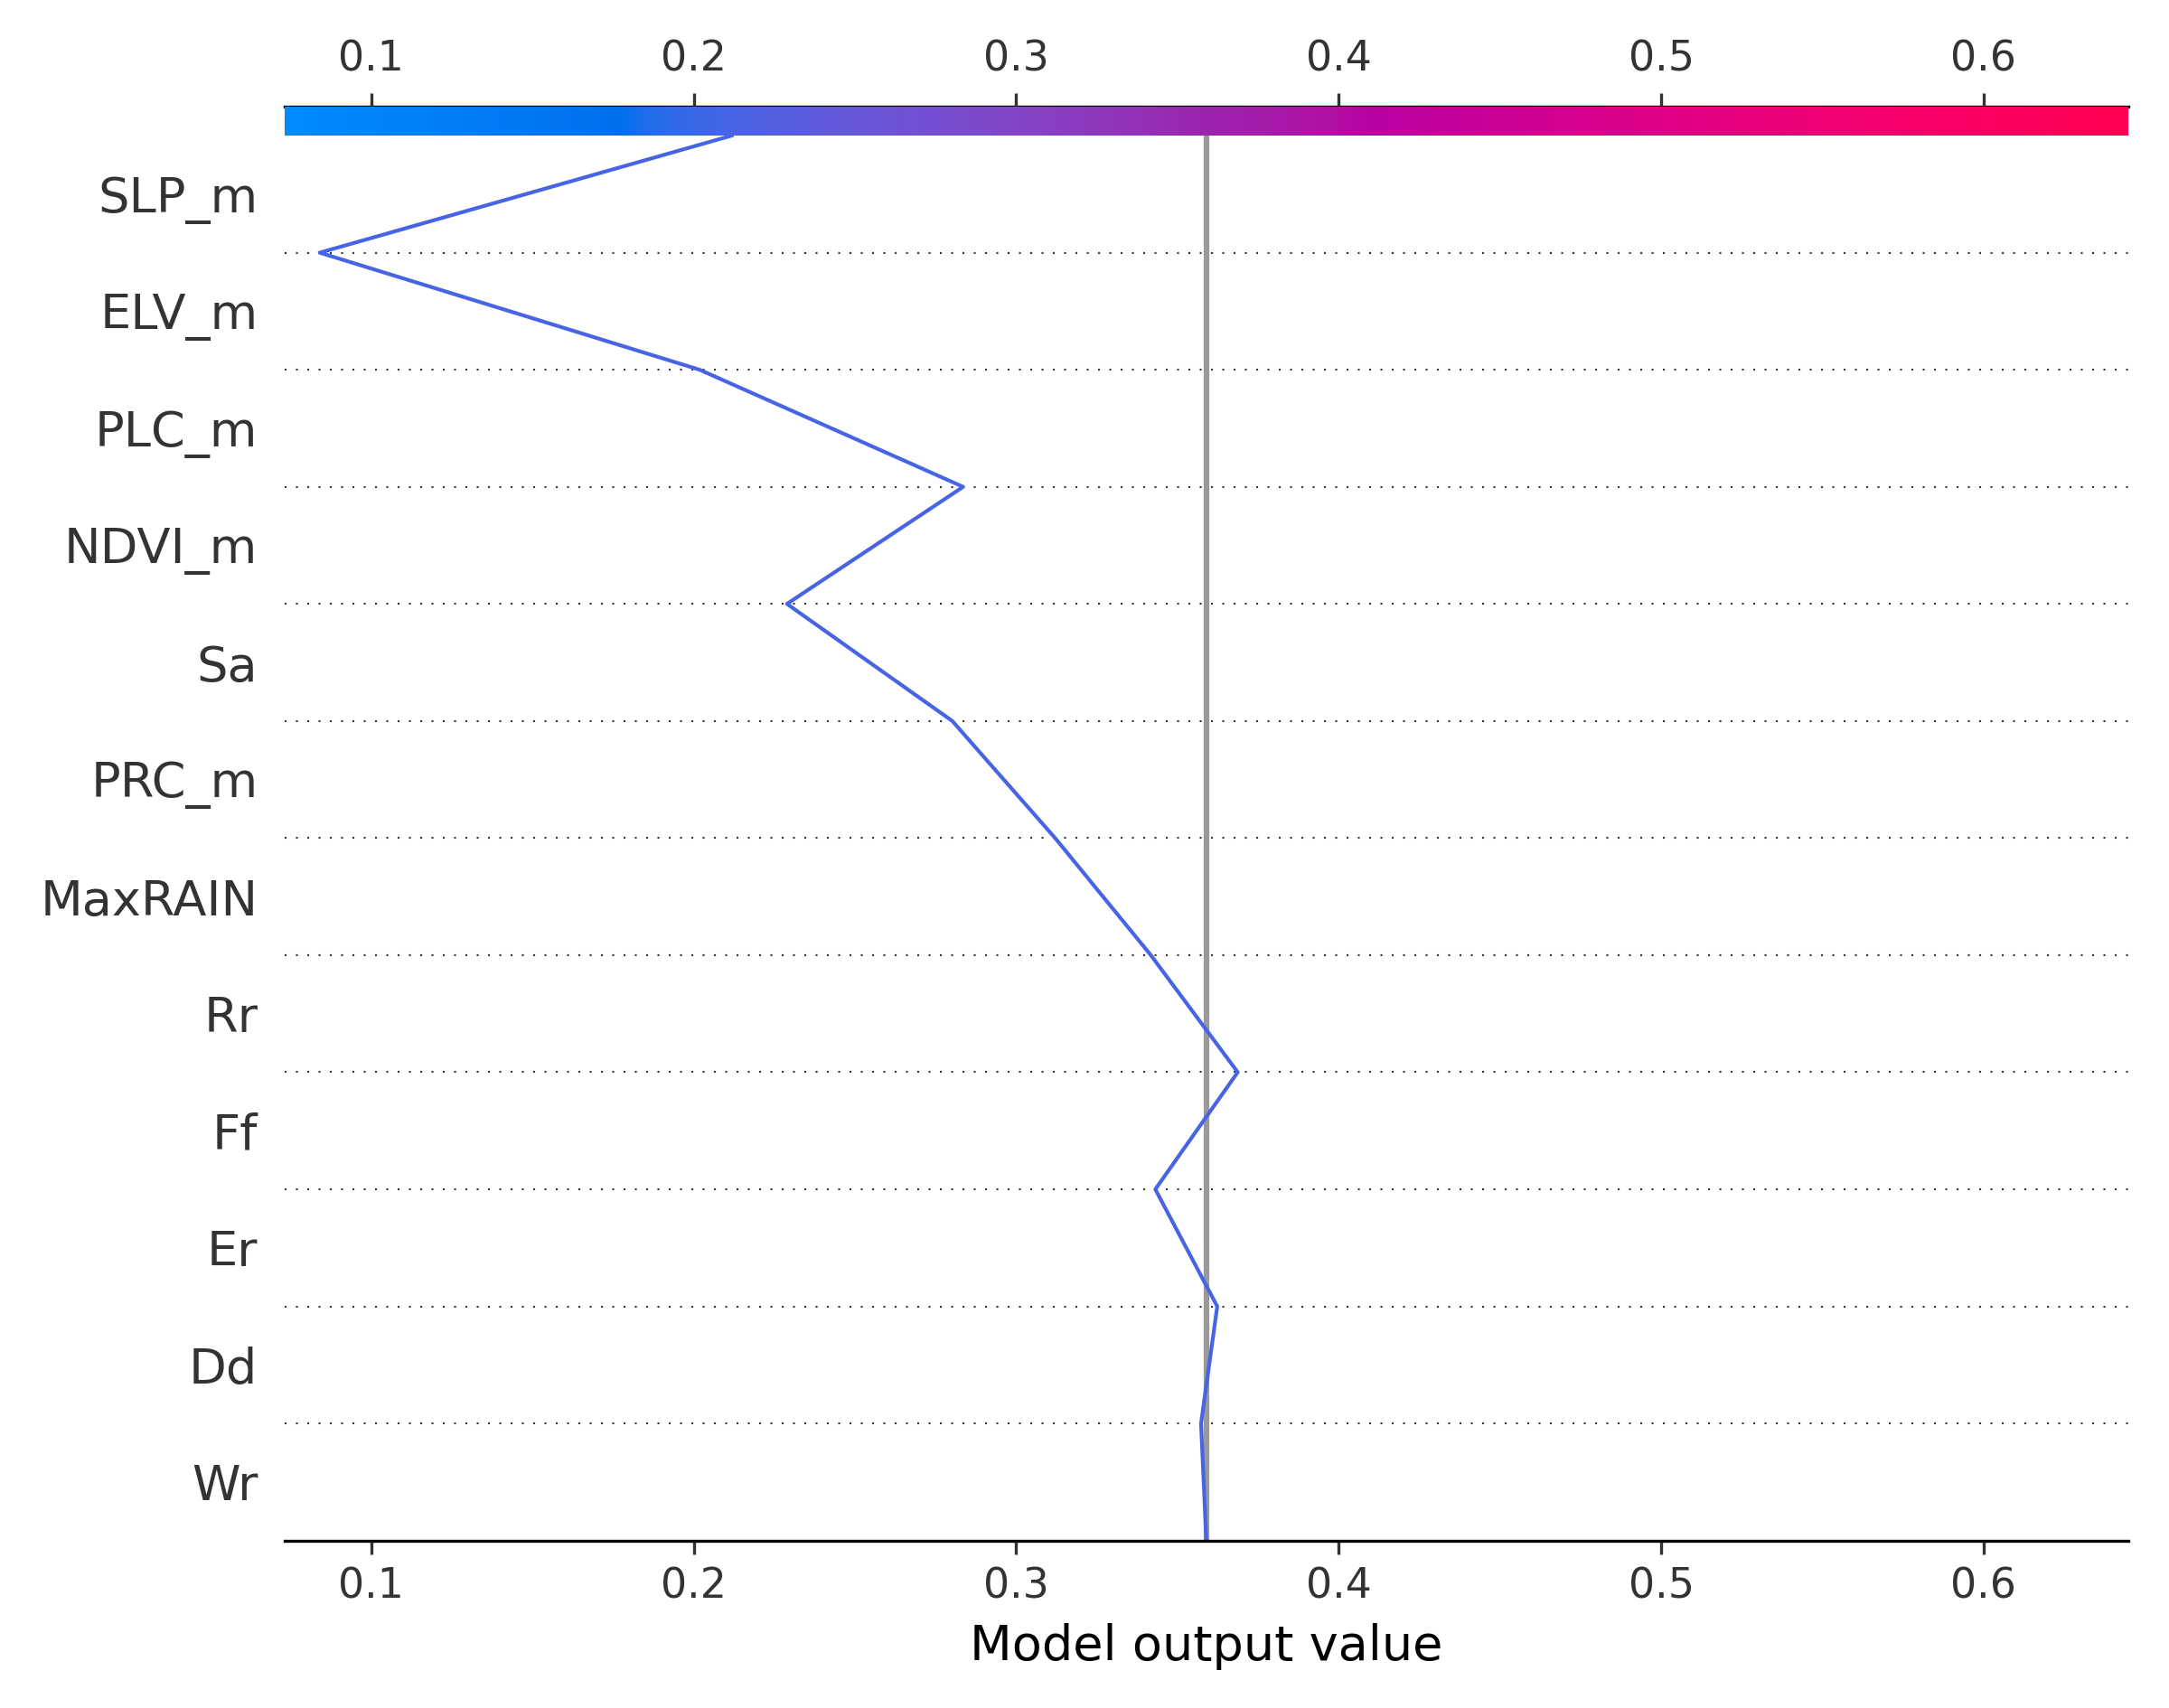 0.1 0.2 0.3 0.4 0.5 0.6
SLP_m
ELV_m
PLC_m
NDVI_m
Sa
PRC_m
MaxRAIN
Rr
Ff
Er
Dd
Wr
0.1 0.2 0.3 0.4 0.5 0.6
Model output value